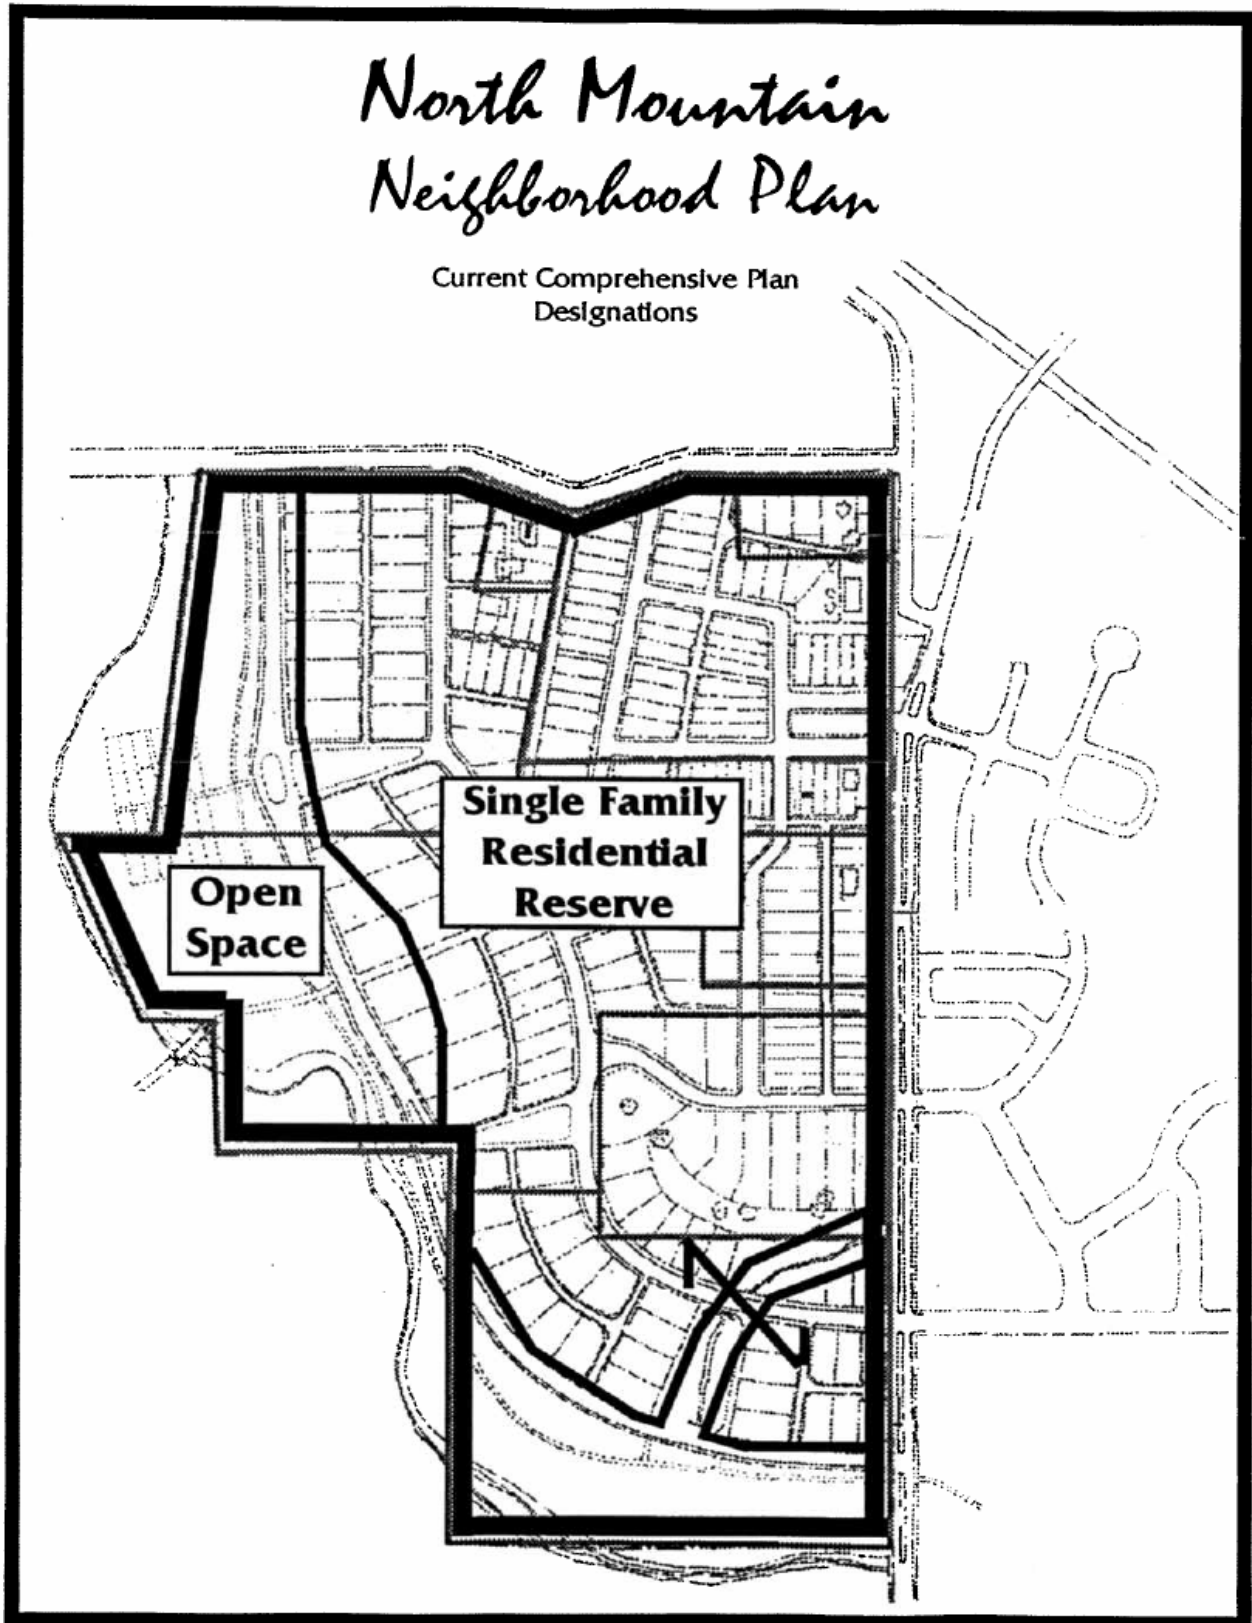 North Mountain
Neighborhood Plan
Current Comprehensive Plan
Designations
Single Family
Residential
Reserve
Open
Space